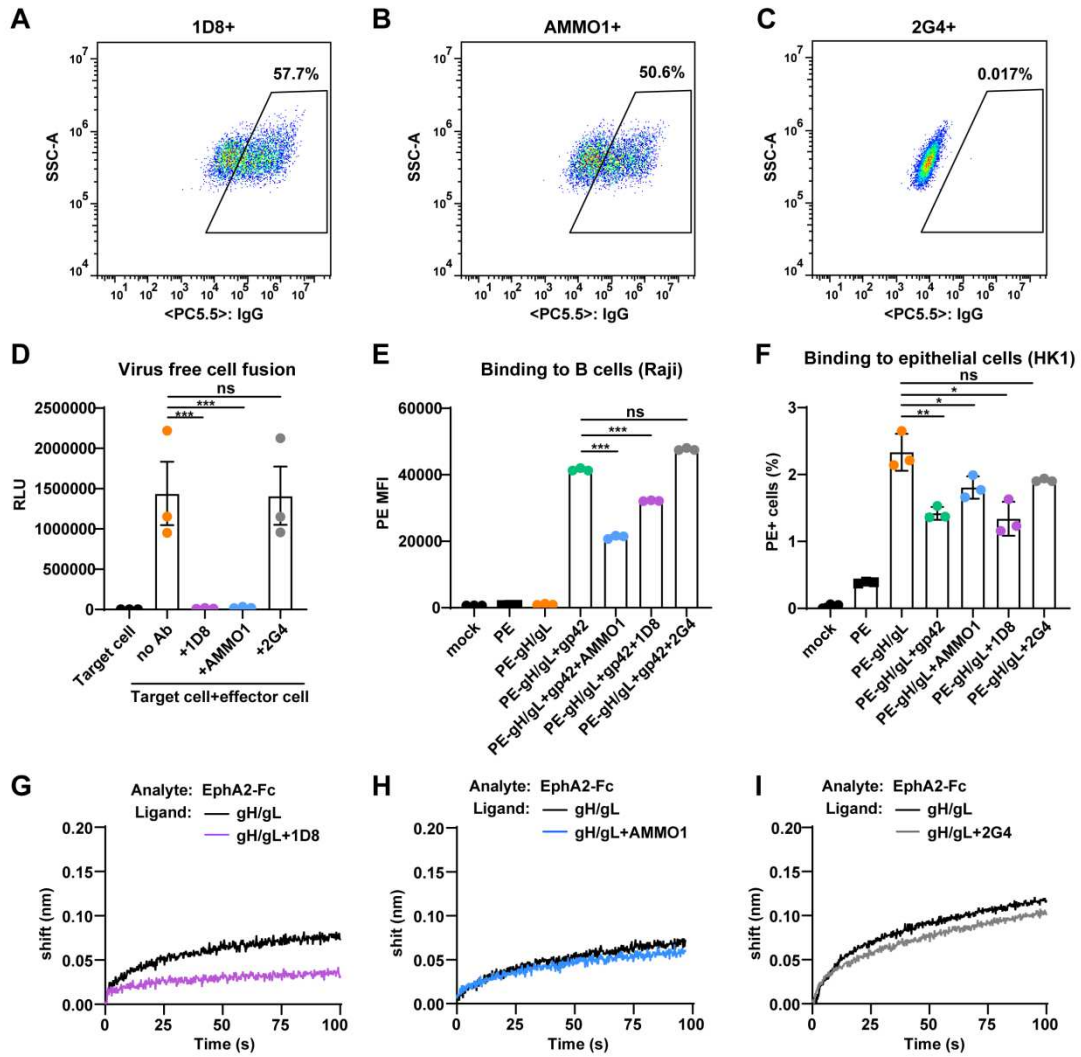 A
1D8+
57.7%
10^7
10^6
10^5
10^4
SSC-A
10^1 10^2 10^3 10^4 10^5 10^6 10^7
<PC5.5>: IgG
B
AMMO1+
50.6%
10^7
10^6
10^5
10^4
SSC-A
10^1 10^2 10^3 10^4 10^5 10^6 10^7
<PC5.5>: IgG
C
2G4+
0.017%
10^7
10^6
10^5
10^4
SSC-A
10^1 10^2 10^3 10^4 10^5 10^6 10^7
<PC5.5>: IgG
D
Virus free cell fusion
ns
***
***
2500000
2000000
1500000
1000000
500000
0
RLU
Target cell
no Ab
+1D8
+AMMO1
+2G4
Target cell+effector cell
E
Binding to B cells (Raji)
ns
***
***
60000
40000
20000
0
PE MFI
mock
PE
PE-gH/gL
PE-gH/gL+gp42
PE-gH/gL+gp42+AMMO1
PE-gH/gL+gp42+1D8
PE-gH/gL+gp42+2G4
F
Binding to epithelial cells (HK1)
ns
*
*
**
3
2
1
0
PE+ cells (%)
mock
PE
PE-gH/gL
PE-gH/gL+gp42
PE-gH/gL+AMMO1
PE-gH/gL+1D8
PE-gH/gL+2G4
G
Analyte: EphA2-Fc
Ligand: gH/gL
gH/gL+1D8
0.20
0.15
0.10
0.05
0.00
shift (nm)
0 25 50 75 100
Time (s)
H
Analyte: EphA2-Fc
Ligand: gH/gL
gH/gL+AMMO1
0.20
0.15
0.10
0.05
0.00
shit (nm)
0 25 50 75 100
Time (s)
I
Analyte: EphA2-Fc
Ligand: gH/gL
gH/gL+2G4
0.20
0.15
0.10
0.05
0.00
shift (nm)
0 25 50 75 100
Time (s)